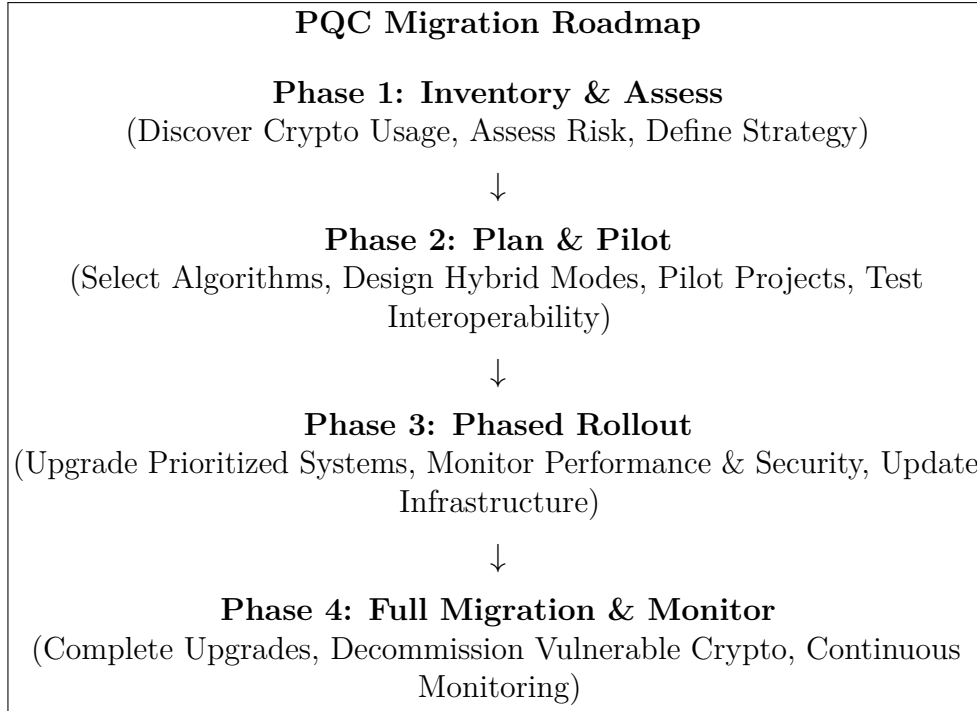 PQC Migration Roadmap
Phase 1: Inventory & Assess
(Discover Crypto Usage, Assess Risk, Define Strategy)
↓
Phase 2: Plan & Pilot
(Select Algorithms, Design Hybrid Modes, Pilot Projects, Test
Interoperability)
↓
Phase 3: Phased Rollout
(Upgrade Prioritized Systems, Monitor Performance & Security, Update
Infrastructure)
↓
Phase 4: Full Migration & Monitor
(Complete Upgrades, Decommission Vulnerable Crypto, Continuous
Monitoring)